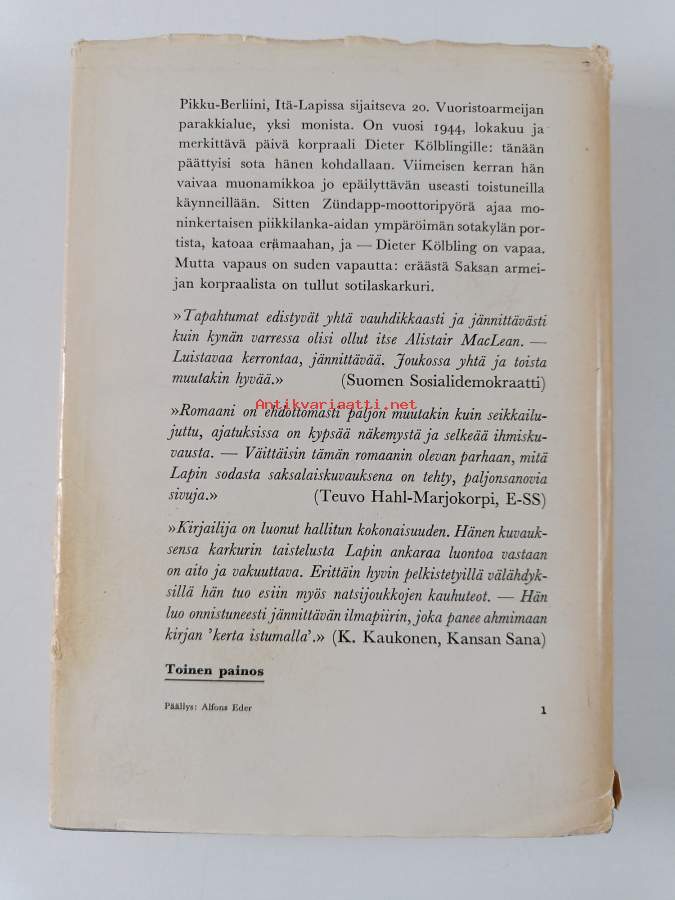 Pikku-Berliini, Itä-Lapissa sijaitseva 20. Vuoristoarmeijan
parakkialue, yksi monista. On vuosi 1944, lokakuu ja
merkittävä päivä korpraali Dieter Kölblingille: tänään
päättyisi sota hänen kohdallaan. Viimeisen kerran hän
vaivaa muonamikkoa jo epäilyttävän useasti toistuneilla
käynneillään. Sitten Zündapp-moottoripyörä ajaa mo-
ninkertaisen piikkilanka-aidan ympäröimän sotakylän por-
tista, katoaa erämaahan, ja — Dieter Kölbling on vapaa.
Mutta vapaus on suden vapautta: eräästä Saksan armei-
jan korpraalista on tullut sotilaskarkuri.
»Tapahtumat edistyvät yhtä vauhdikkaasti ja jännittävästi
kuin kynän varressa olisi ollut itse Alistair MacLean. —
Luistavaa kerrontaa, jännittävää. Joukossa yhtä ja toista
muutakin hyvää.» (Suomen Sosialidemokraatti)
Antikvariaatti.net
»Romaani on ehdottomasti paljon muutakin kuin seikkailu-
juttu, ajatuksissa on kypsää näkemystä ja selkeää ihmisku-
vausta. — Väittäisin tämän romaanin olevan parhaan, mitä
Lapin sodasta saksalaiskuvauksena on tehty, paljonsanovia
sivuja.» (Teuvo Hahl-Marjokorpi, E-SS)
»Kirjailija on luonut hallitun kokonaisuuden. Hänen kuvauk-
sensa karkurin taistelusta Lapin ankaraa luontoa vastaan
on aito ja vakuuttava. Erittäin hyvin pelkistetyillä välähdyk-
sillä hän tuo esiin myös natsijoukkojen kauhuteot. — Hän
luo onnistuneesti jännittävän ilmapiirin, joka panee ahmimaan
kirjan 'kerta istumalla'.» (K. Kaukonen, Kansan Sana)
Toinen painos
Päällys: Alfons Eder 1